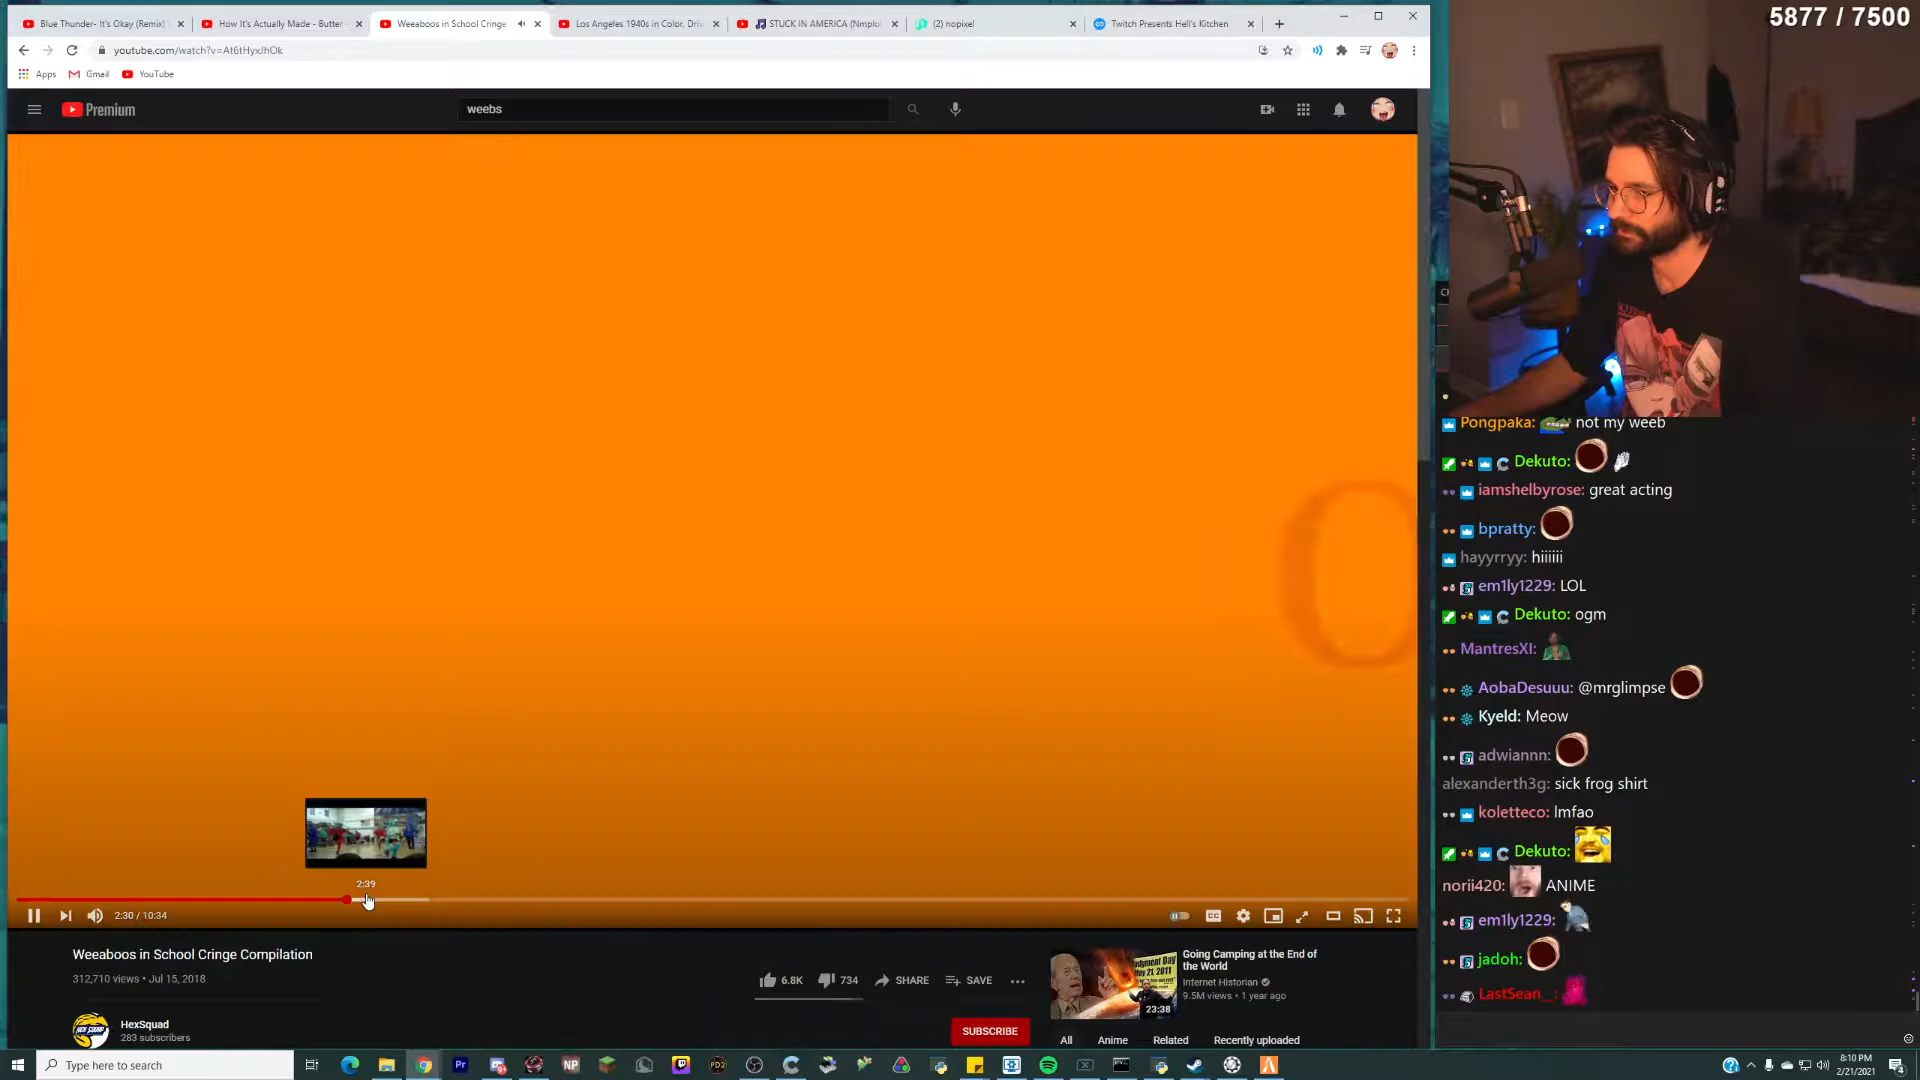 Blue Thunder- It's Okay (Remix)
How It's Actually Made - Butter
Weeaboos in School Cringe
Los Angeles 1940s in Color, Driv
STUCK IN AMERICA (Nmplol
(2) nopixel
Twitch Presents Hell's Kitchen
5877 / 7500
youtube.com/watch?v=At6tHyxJhOk
Apps
Gmail
YouTube
Premium
weebs
O
2:39
2:30 / 10:34
CC
Weeaboos in School Cringe Compilation
312,710 views • Jul 15, 2018
6.8K
734
SHARE
SAVE
HexSquad
283 subscribers
SUBSCRIBE
Going Camping at the End of
the World
Internet Historian
9.5M views • 1 year ago
23:38
All
Anime
Related
Recently uploaded
Pongpaka: not my weeb
Dekuto:
iamshelbyrose: great acting
bpratty:
hayyrryy: hiiiiii
em1ly1229: LOL
Dekuto: ogm
MantresXI:
AobaDesuuu: @mrglimpse
Kyeld: Meow
adwiannn:
alexanderth3g: sick frog shirt
koletteco: lmfao
Dekuto:
norii420: ANIME
em1ly1229:
jadoh:
LastSean_:
Type here to search
Pr
NP
PD2
8:10 PM
2/21/2021